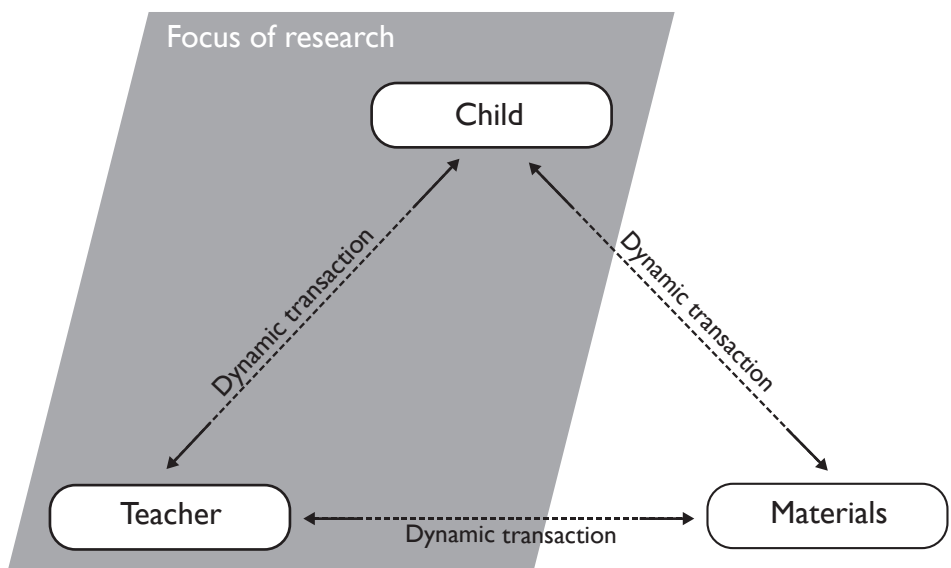 Focus of research
Child
Dynamic transaction
Dynamic transaction
Teacher
Dynamic transaction
Materials